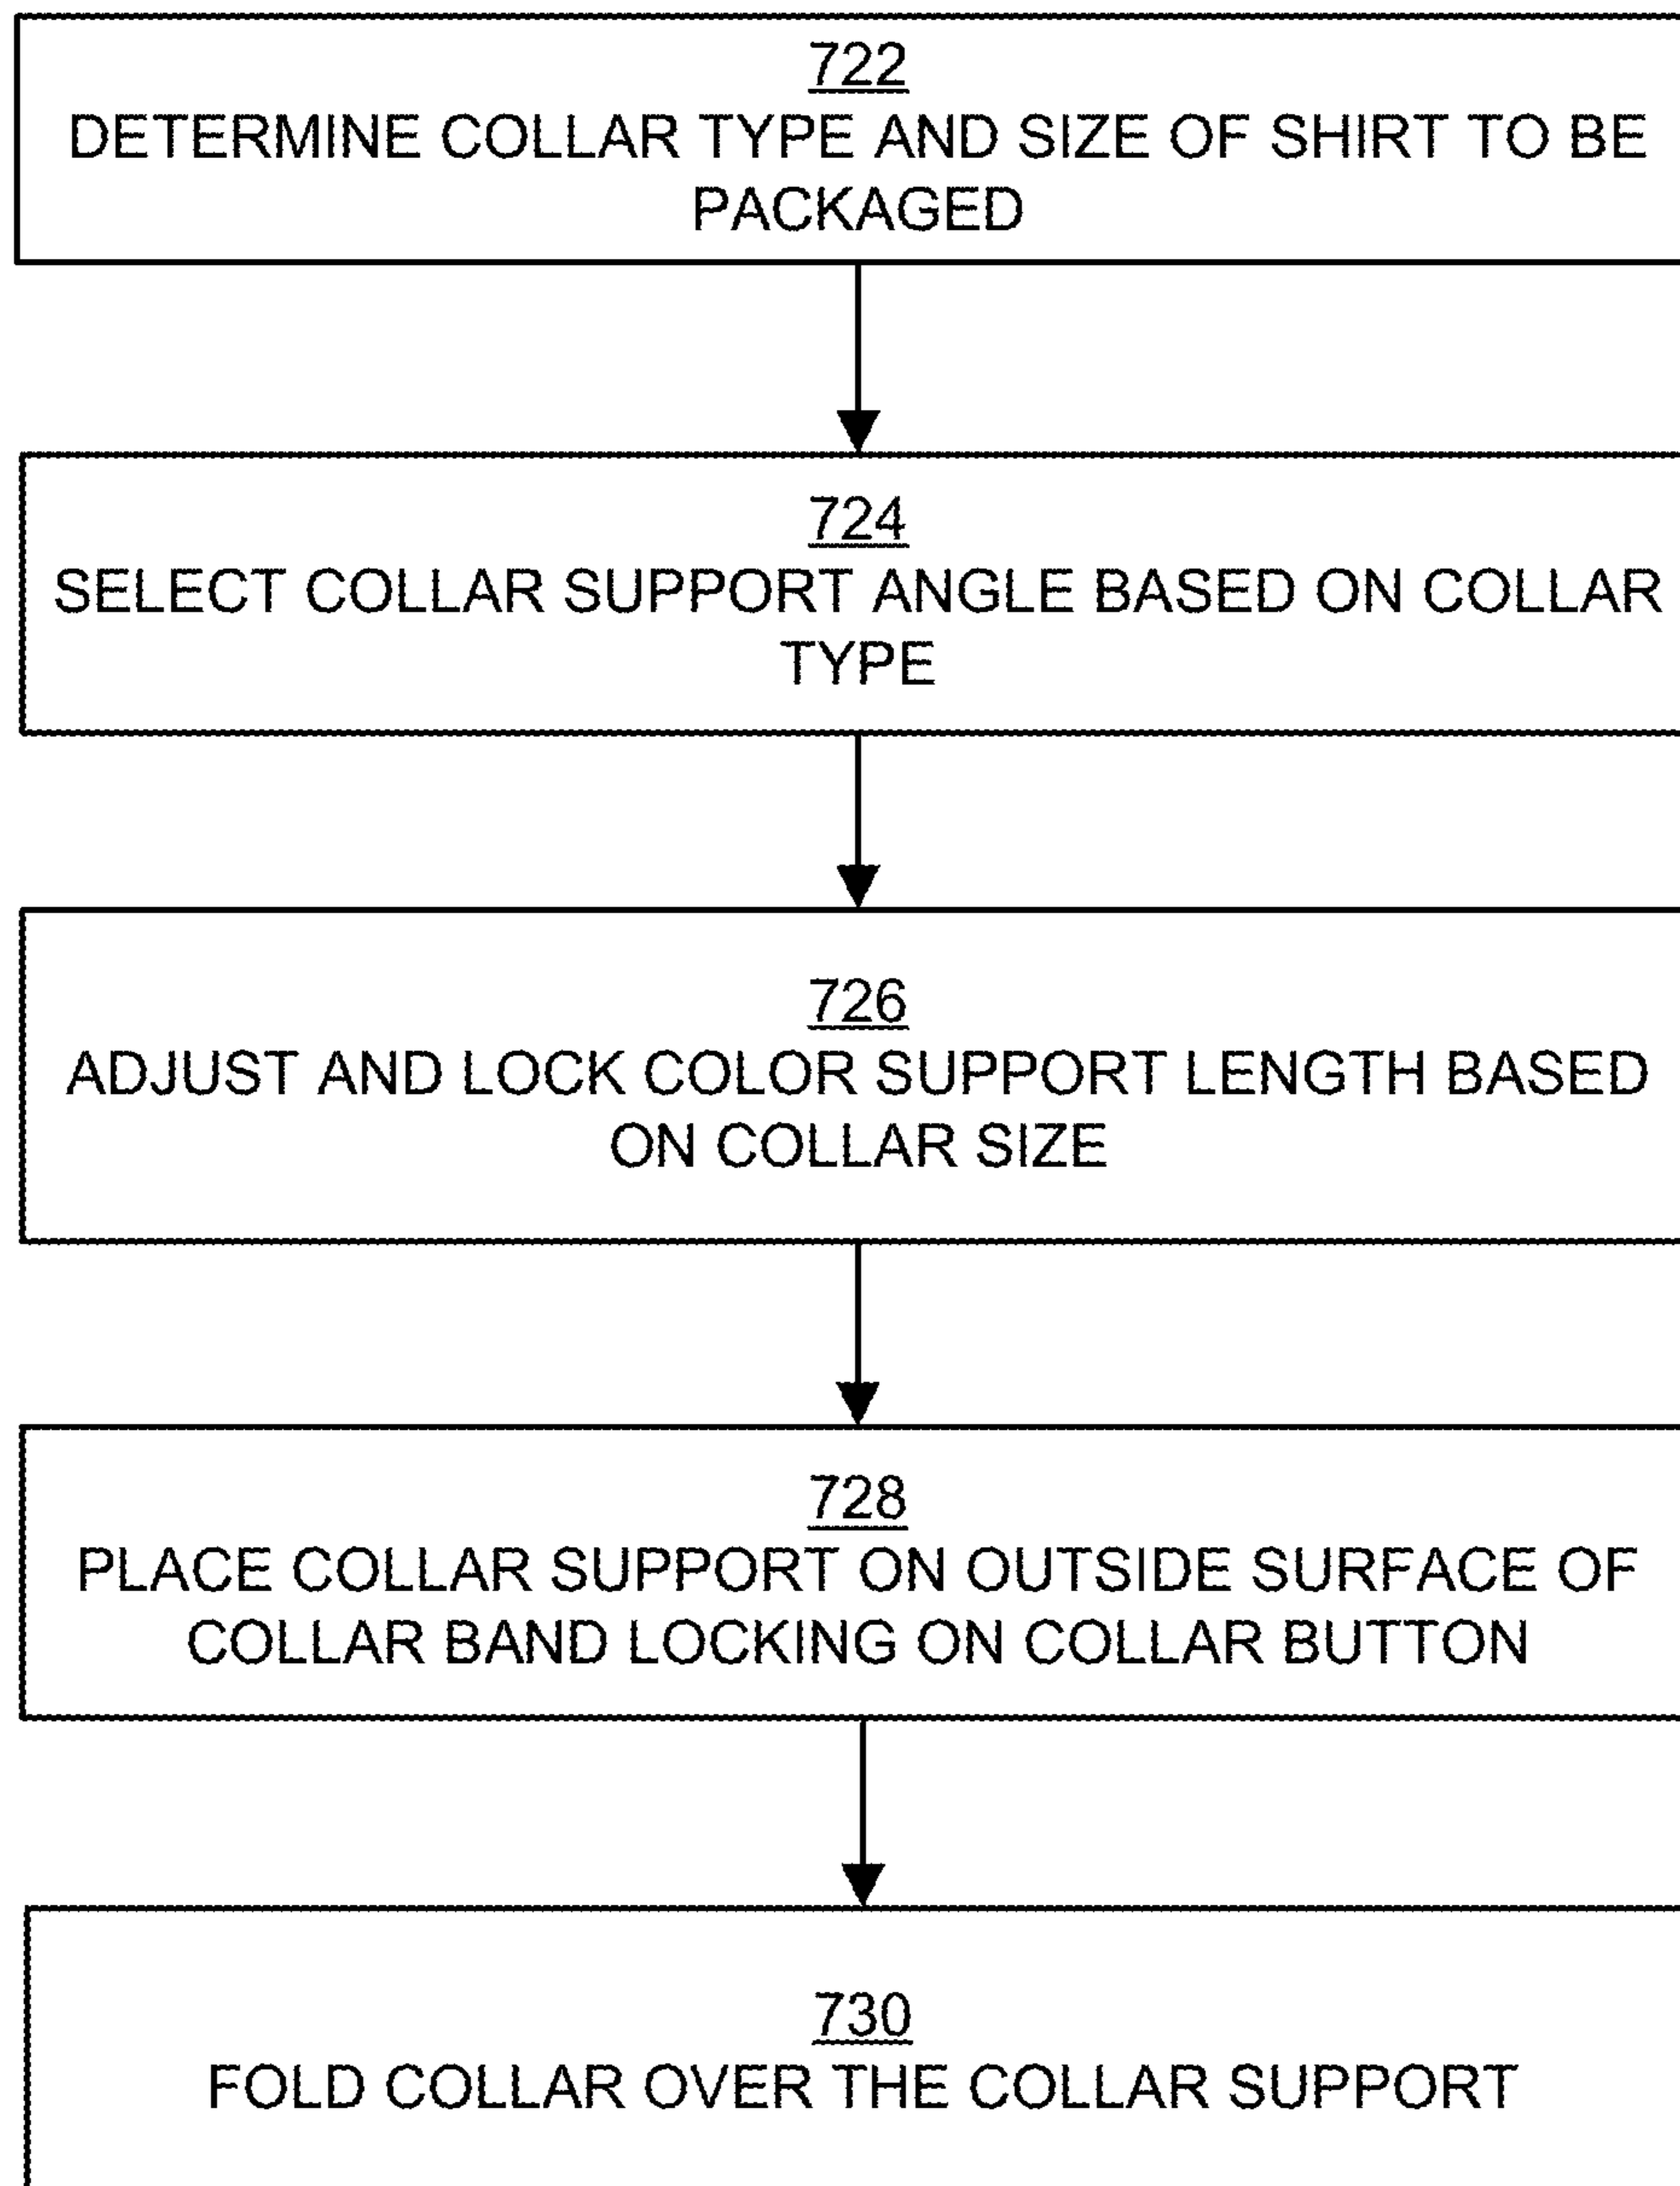 722
DETERMINE COLLAR TYPE AND SIZE OF SHIRT TO BE
PACKAGED
724
SELECT COLLAR SUPPORT ANGLE BASED ON COLLAR
TYPE
726
ADJUST AND LOCK COLOR SUPPORT LENGTH BASED
ON COLLAR SIZE
728
PLACE COLLAR SUPPORT ON OUTSIDE SURFACE OF
COLLAR BAND LOCKING ON COLLAR BUTTON
730
FOLD COLLAR OVER THE COLLAR SUPPORT